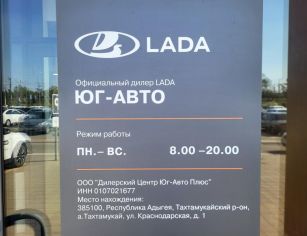 LADA
Официальный дилер LADA
ЮГ-АВТО
Режим работы
ПН.– ВС. 8.00 –20.00
ООО "Дилерский Центр Юг-Авто Плюс"
ИНН 0107021677
Место нахождения:
385100, Республика Адыгея, Тахтамукайский р-он,
а.Тахтамукай, ул. Краснодарская, д. 1